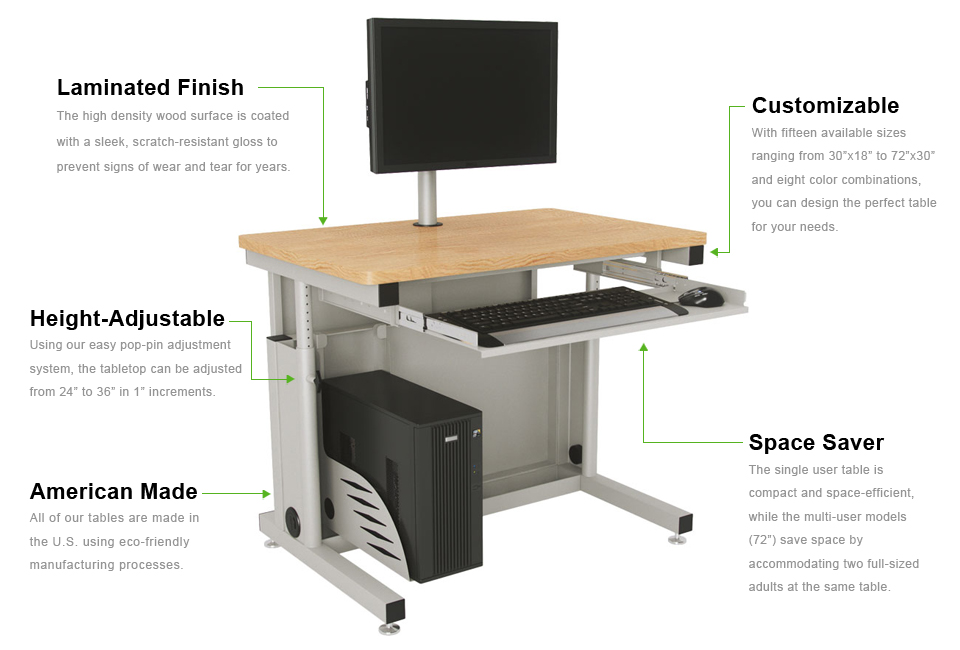 Laminated Finish
The high density wood surface is coated
with a sleek, scratch-resistant gloss to
prevent signs of wear and tear for years.
Customizable
With fifteen available sizes
ranging from 30”x18” to 72”x30”
and eight color combinations,
you can design the perfect table
for your needs.
Height-Adjustable
Using our easy pop-pin adjustment
system, the tabletop can be adjusted
from 24” to 36” in 1” increments.
American Made
All of our tables are made in
the U.S. using eco-friendly
manufacturing processes.
Space Saver
The single user table is
compact and space-efficient,
while the multi-user models
(72”) save space by
accommodating two full-sized
adults at the same table.